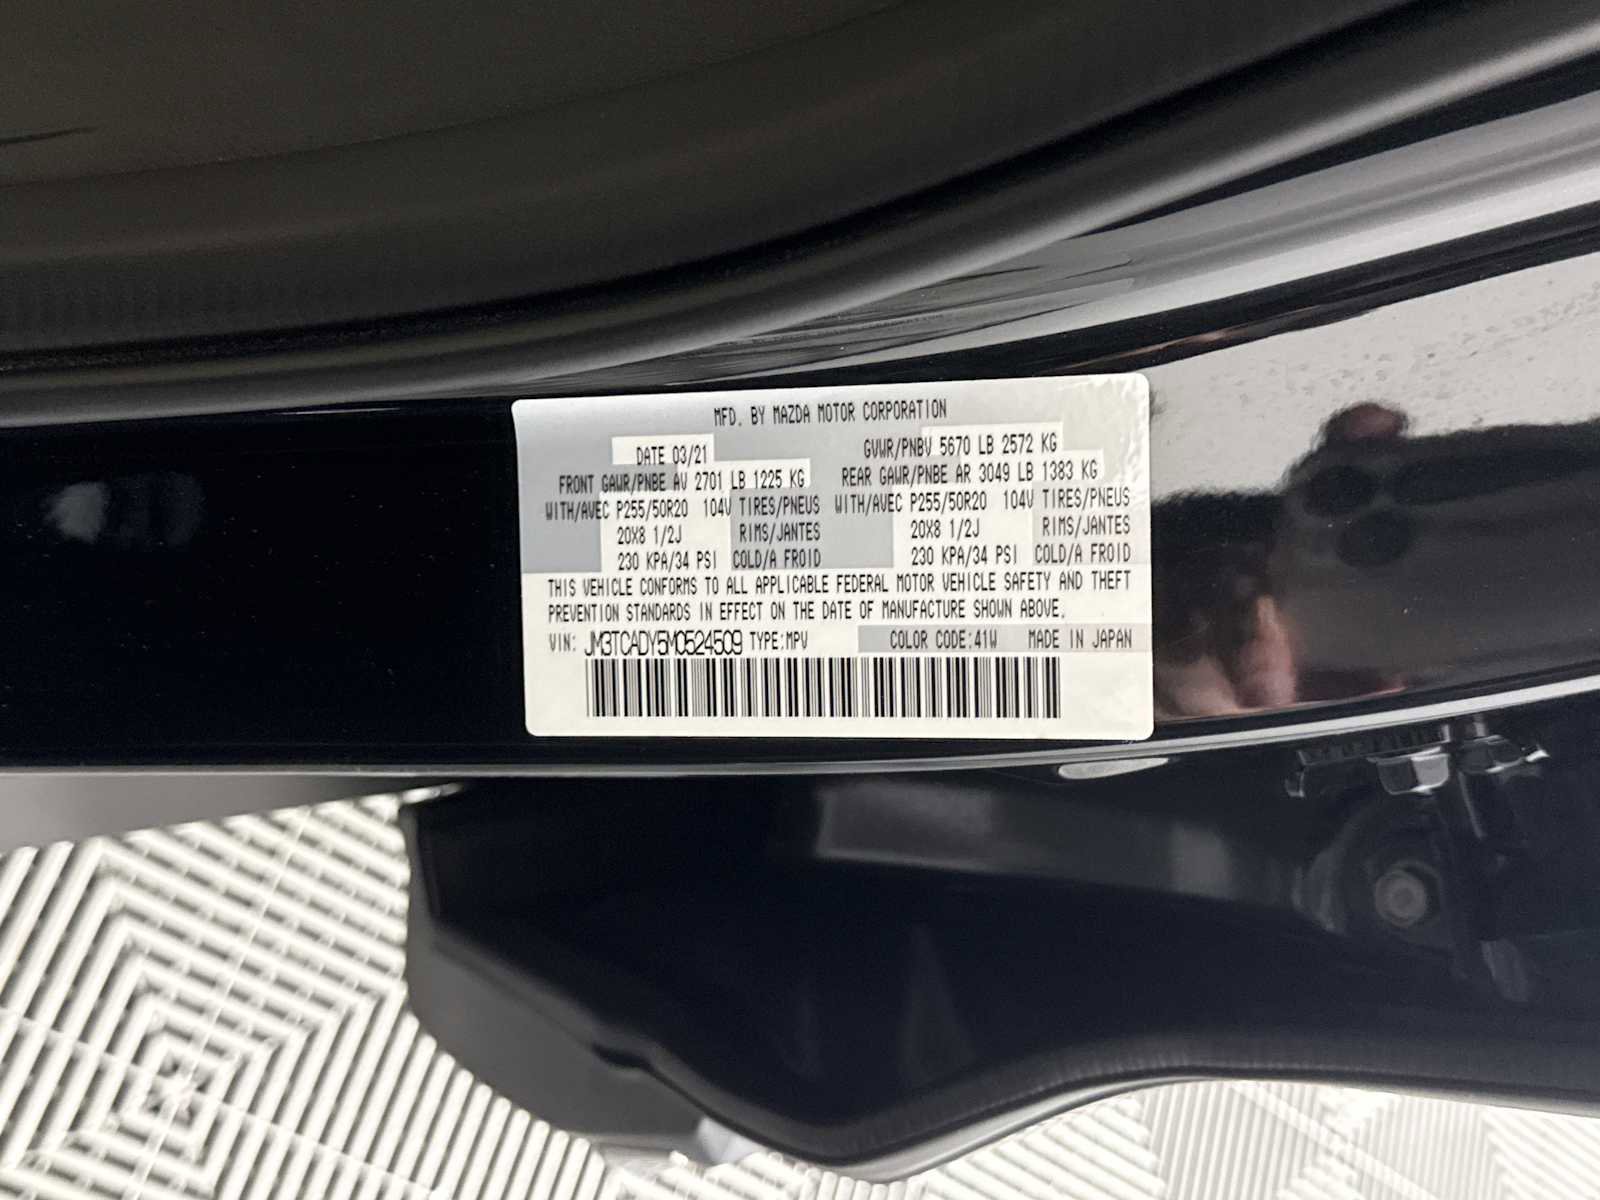 MFD. BY MAZDA MOTOR CORPORATION
DATE 03/21 GVWR/PNBV 5670 LB 2572 KG
FRONT GAWR/PNBE AV 2701 LB 1225 KG REAR GAWR/PNBE AR 3049 LB 1383 KG
WITH/AVEC P255/50R20 104V TIRES/PNEUS WITH/AVEC P255/50R20 104V TIRES/PNEUS
20X8 1/2J RIMS/JANTES 20X8 1/2J RIMS/JANTES
230 KPA/34 PSI COLD/A FROID 230 KPA/34 PSI COLD/A FROID
THIS VEHICLE CONFORMS TO ALL APPLICABLE FEDERAL MOTOR VEHICLE SAFETY AND THEFT
PREVENTION STANDARDS IN EFFECT ON THE DATE OF MANUFACTURE SHOWN ABOVE.
VIN: JM3TCADY5M0524509 TYPE:MPV COLOR CODE:41W MADE IN JAPAN